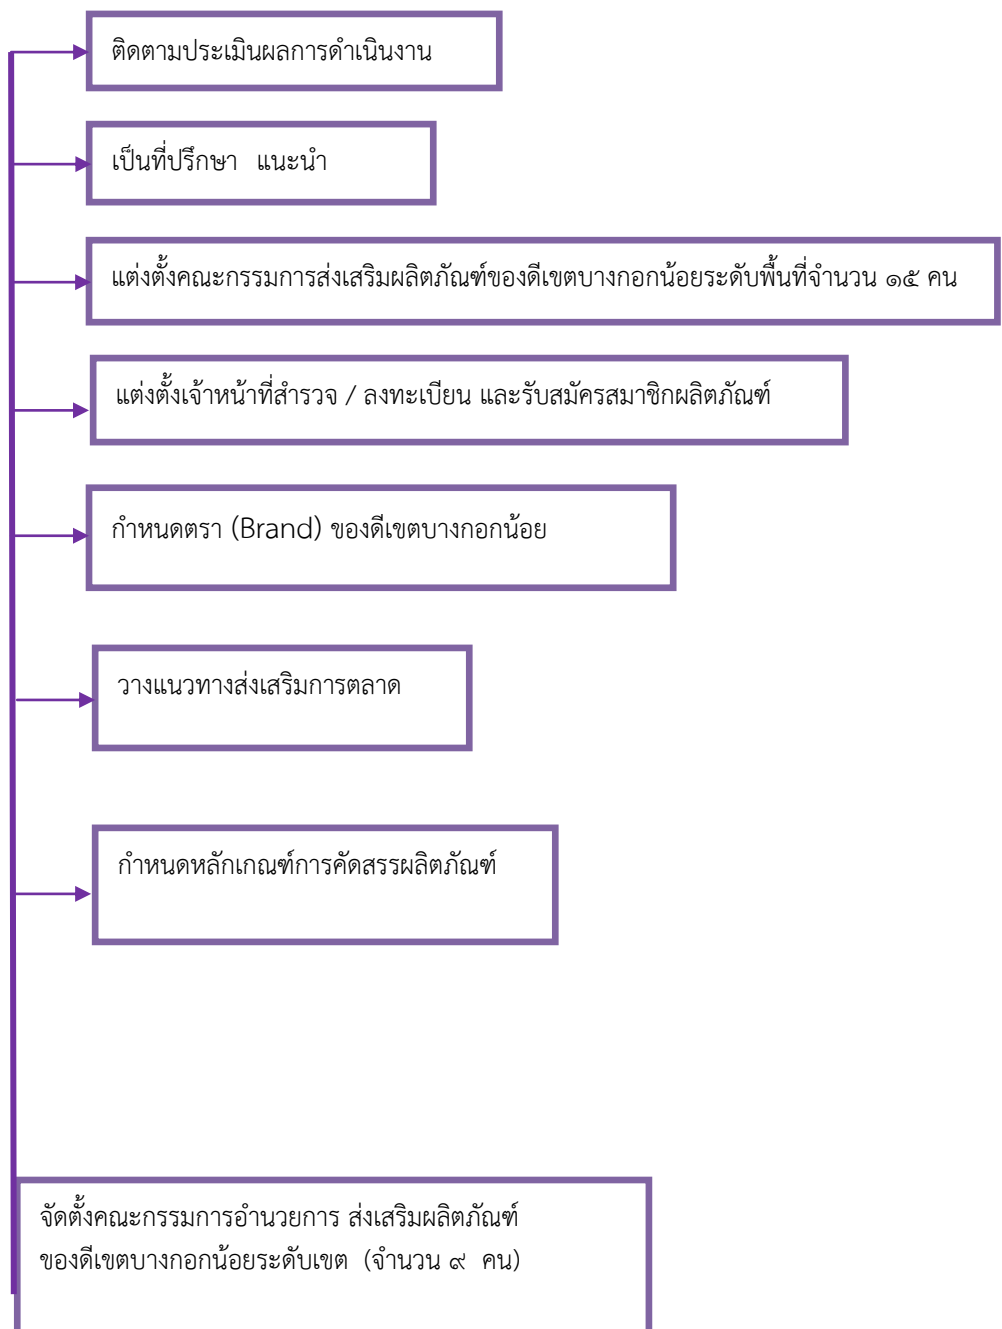 ติดตามประเมินผลการดำเนินงาน
เป็นที่ปรึกษา แนะนำ
แต่งตั้งคณะกรรมการส่งเสริมผลิตภัณฑ์ของดีเขตบางกอกน้อยระดับพื้นที่จำนวน ๑๕ คน
แต่งตั้งเจ้าหน้าที่สำรวจ / ลงทะเบียน และรับสมัครสมาชิกผลิตภัณฑ์
กำหนดตรา (Brand) ของดีเขตบางกอกน้อย
วางแนวทางส่งเสริมการตลาด
กำหนดหลักเกณฑ์การคัดสรรผลิตภัณฑ์
จัดตั้งคณะกรรมการอำนวยการ ส่งเสริมผลิตภัณฑ์
ของดีเขตบางกอกน้อยระดับเขต (จำนวน ๙ คน)